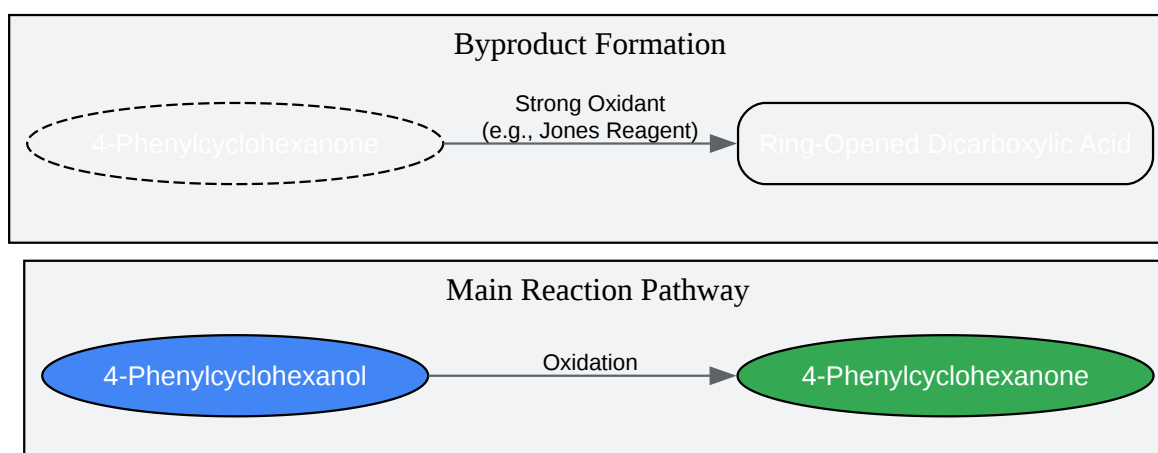 Byproduct Formation
Strong Oxidant
(e.g., Jones Reagent)
4-Phenylcyclohexanone
Ring-Opened Dicarboxylic Acid
Main Reaction Pathway
4-Phenylcyclohexanol
Oxidation
4-Phenylcyclohexanone